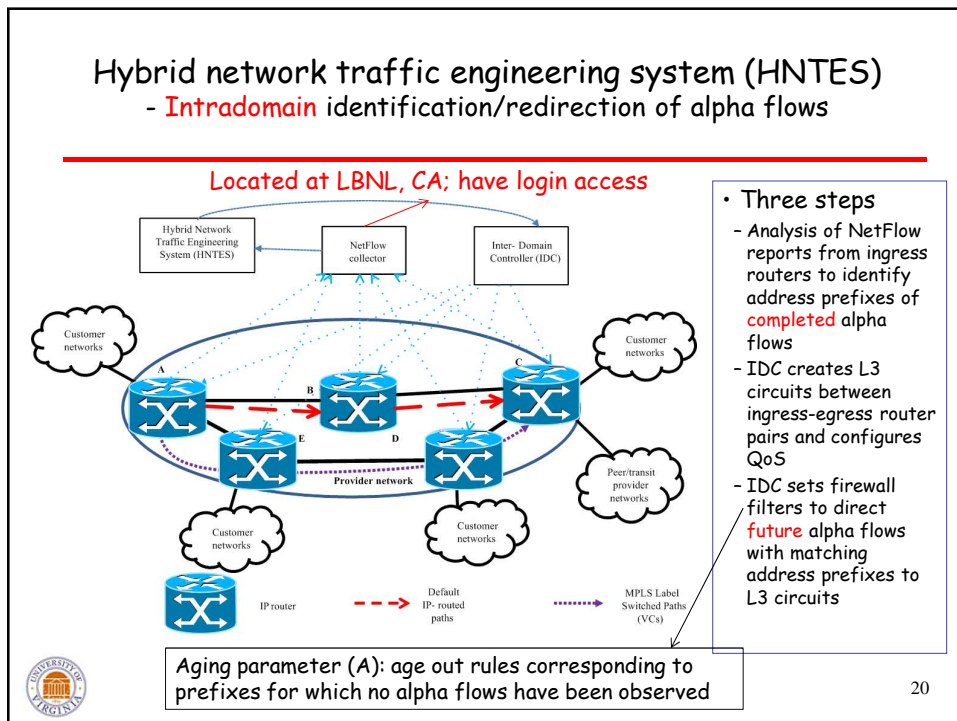 Hybrid network traffic engineering system (HNTES)
- Intradomain identification/redirection of alpha flows
Located at LBNL, CA; have login access
Hybrid Network
Traffic Engineering
System (HNTES)
NetFlow
collector
Inter- Domain
Controller (IDC)
Customer
networks
Customer
networks
A
B
C
E
D
Provider network
Peer/transit
provider
networks
Customer
networks
Customer
networks
IP router
Default
IP- routed
paths
MPLS Label
Switched Paths
(VCs)
• Three steps
– Analysis of NetFlow
reports from ingress
routers to identify
address prefixes of
completed alpha
flows
– IDC creates L3
circuits between
ingress-egress router
pairs and configures
QoS
– IDC sets firewall
filters to direct
future alpha flows
with matching
address prefixes to
L3 circuits
Aging parameter (A): age out rules corresponding to
prefixes for which no alpha flows have been observed
UNIVERSITY OF VIRGINIA
20